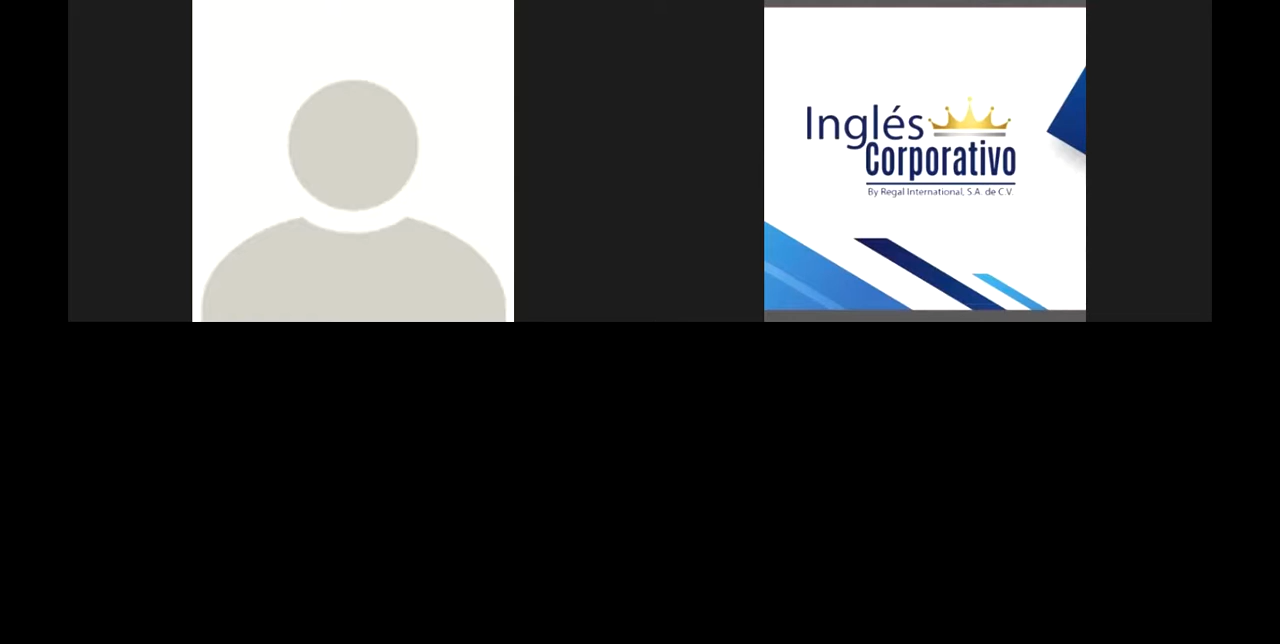 Inglés
Corporativo
By Regal International, S.A. de C.V.